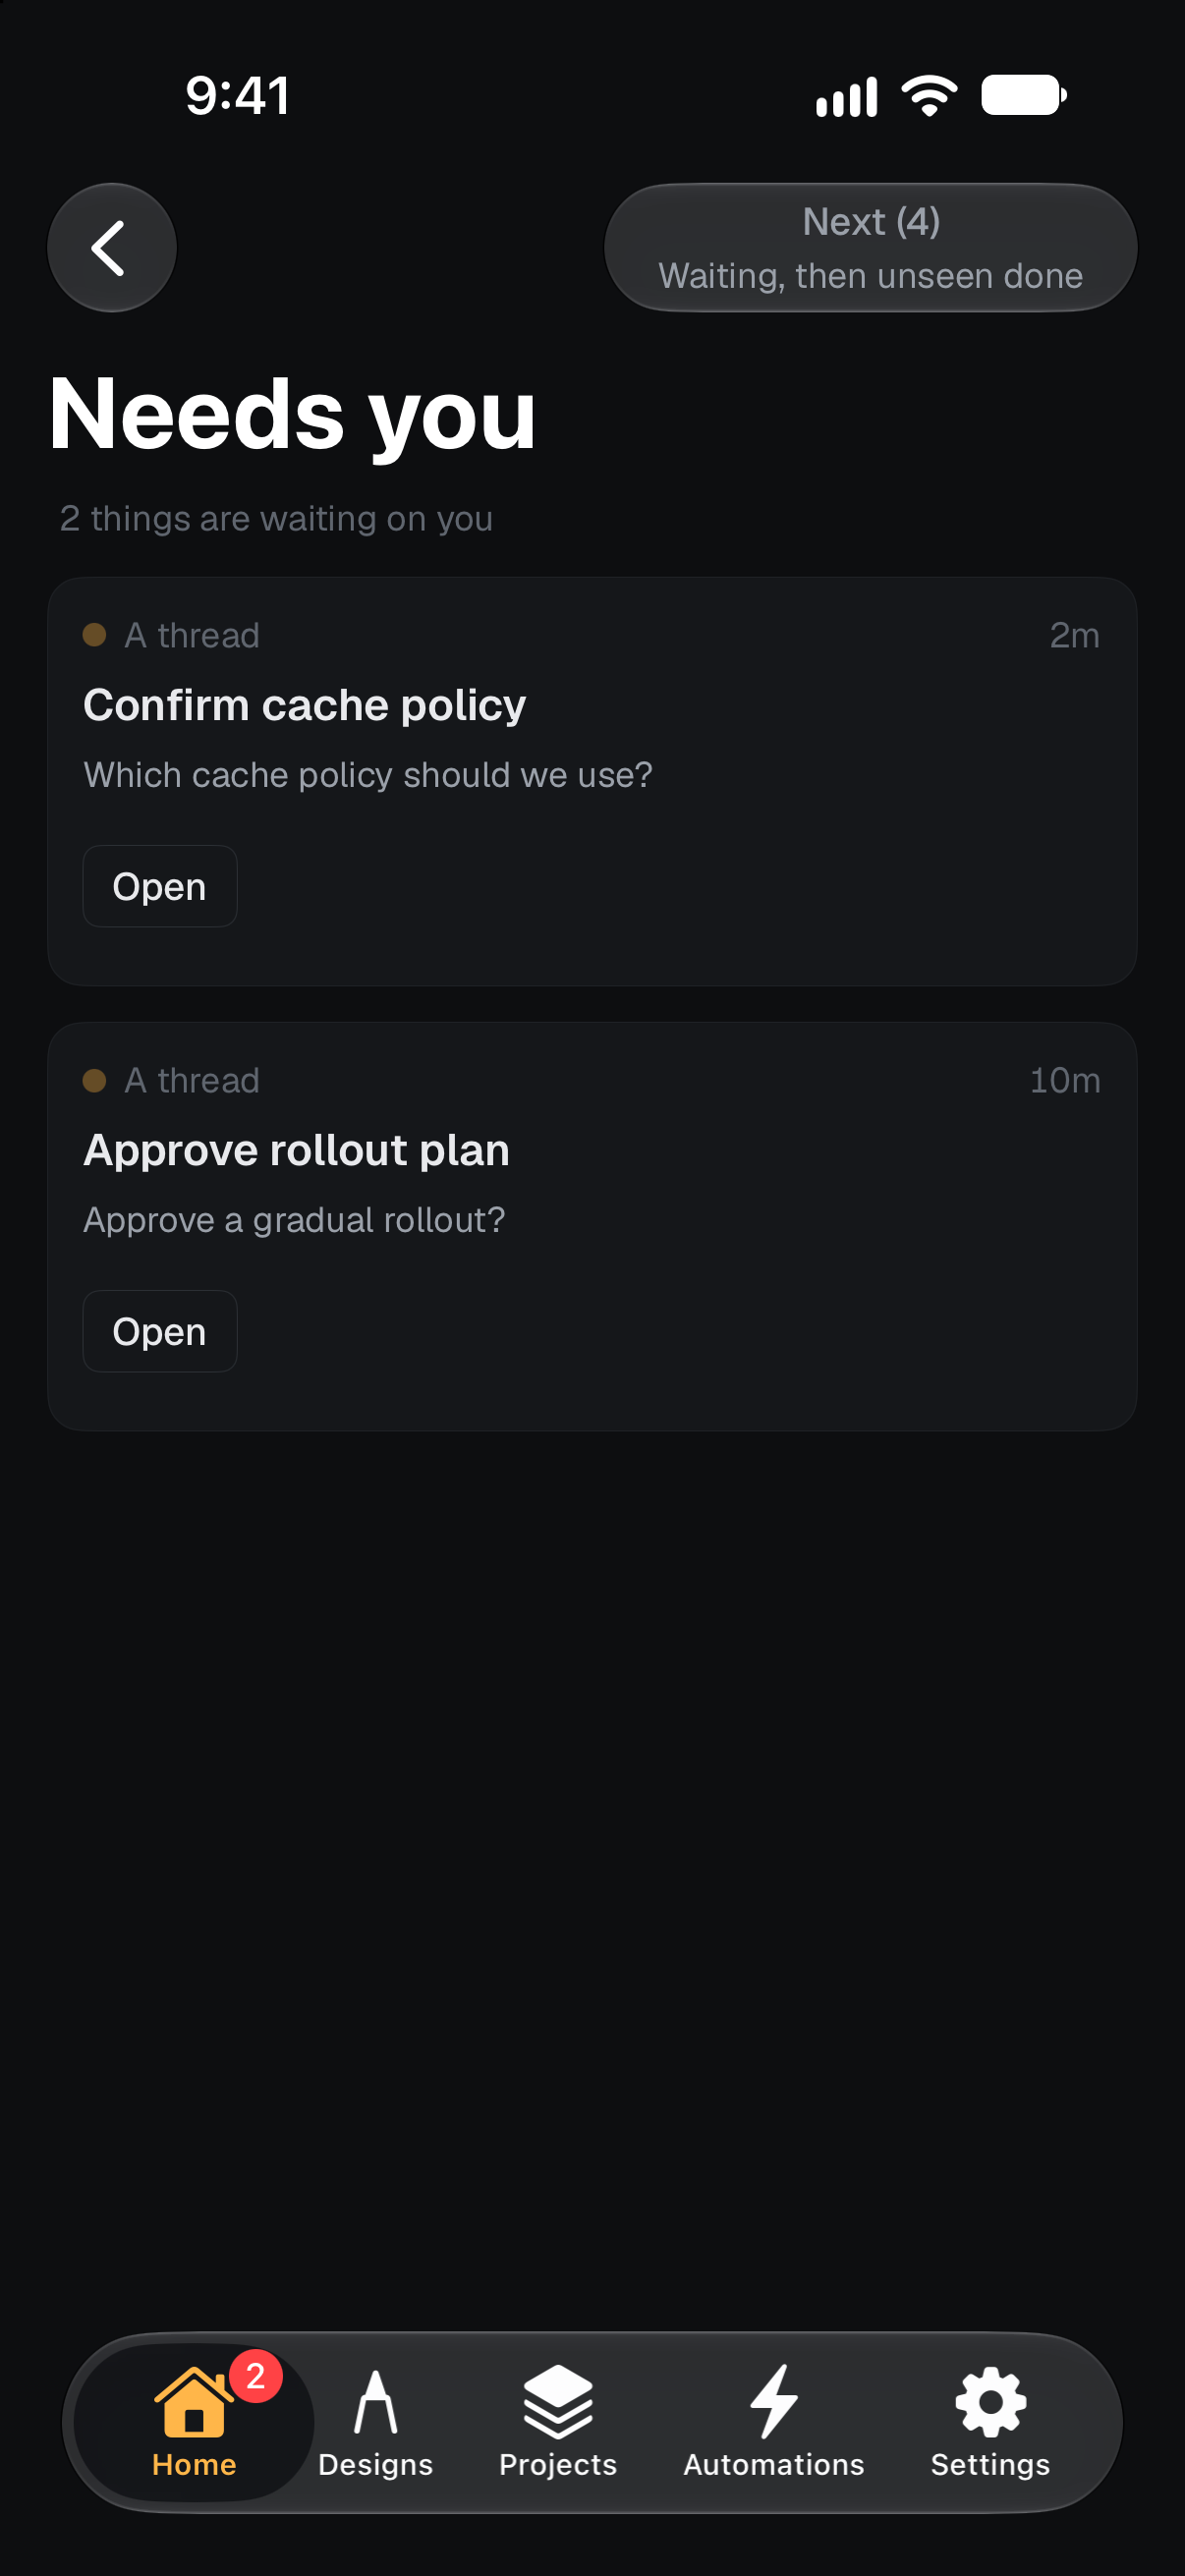 9:41
Next (4)
Waiting, then unseen done
Needs you
2 things are waiting on you
A thread
2m
Confirm cache policy
Which cache policy should we use?
Open
A thread
10m
Approve rollout plan
Approve a gradual rollout?
Open
2
Home
Designs
Projects
Automations
Settings